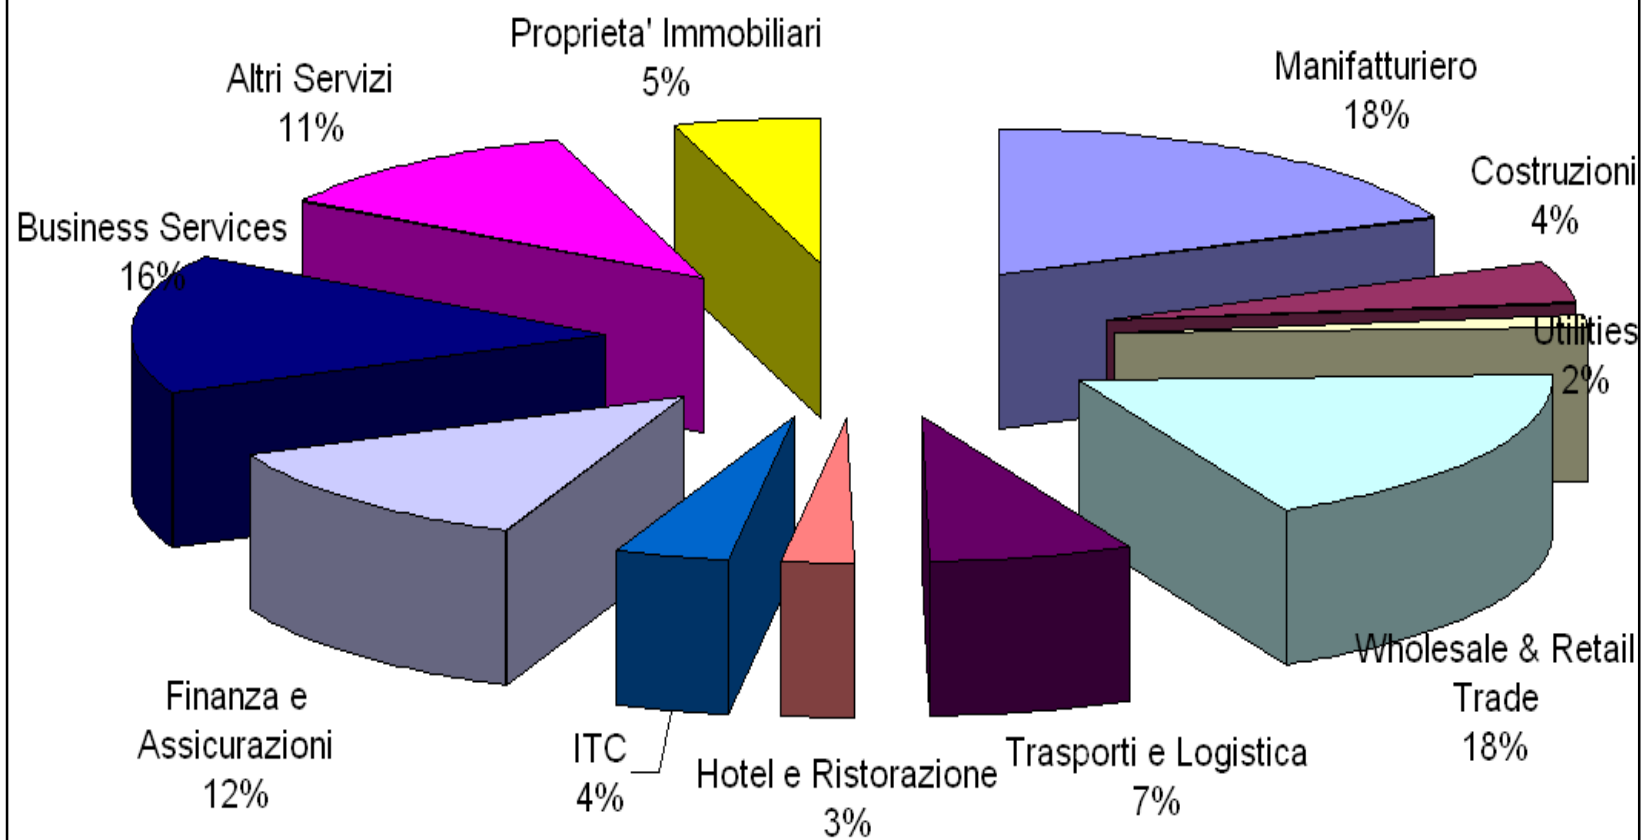 Proprieta' Immobiliari
5%
Altri Servizi
11%
Manifatturiero
18%
Costruzioni
4%
Business Services
16%
Utilities
2%
Wholesale & Retail
Trade
18%
Finanza e
Assicurazioni
12%
ITC
4%
Hotel e Ristorazione
3%
Trasporti e Logistica
7%